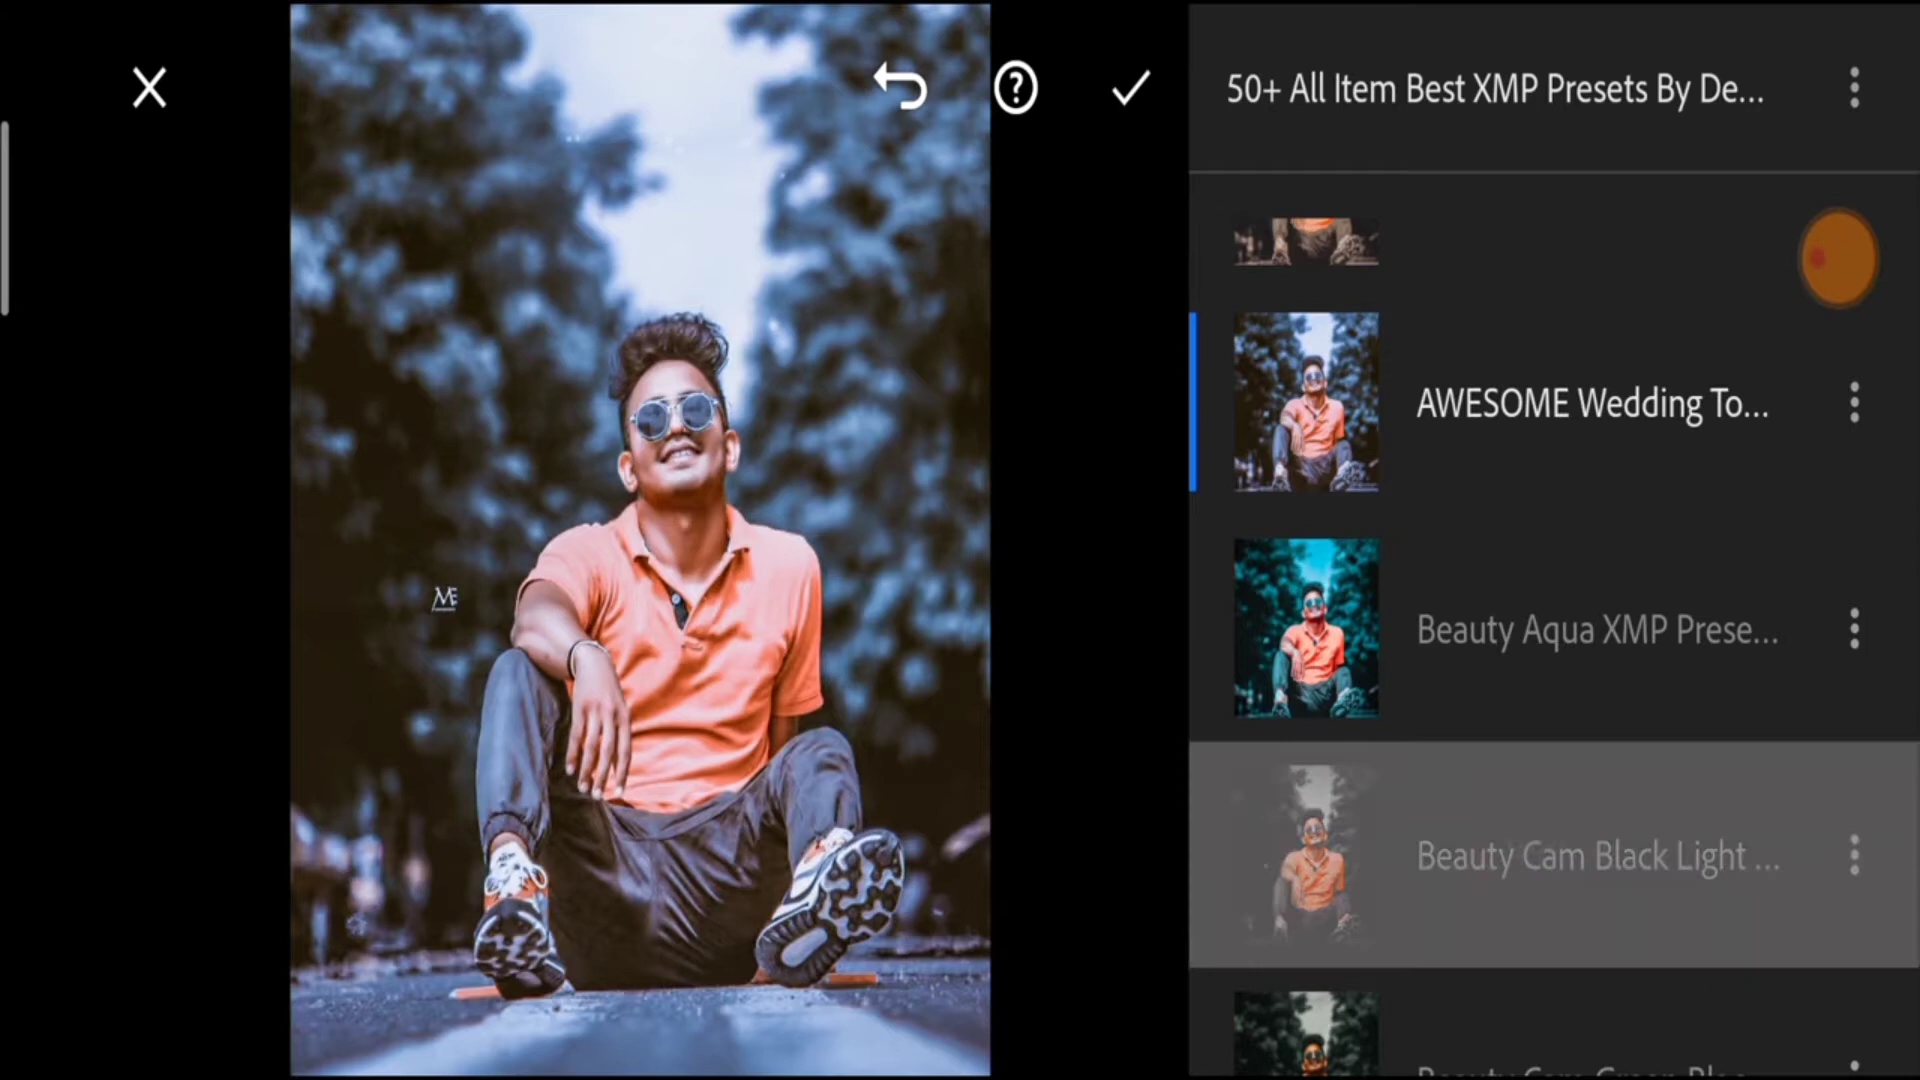 50+ All Item Best XMP Presets By De...
AWESOME Wedding To...
Beauty Aqua XMP Prese...
Beauty Cam Black Light ...
ME